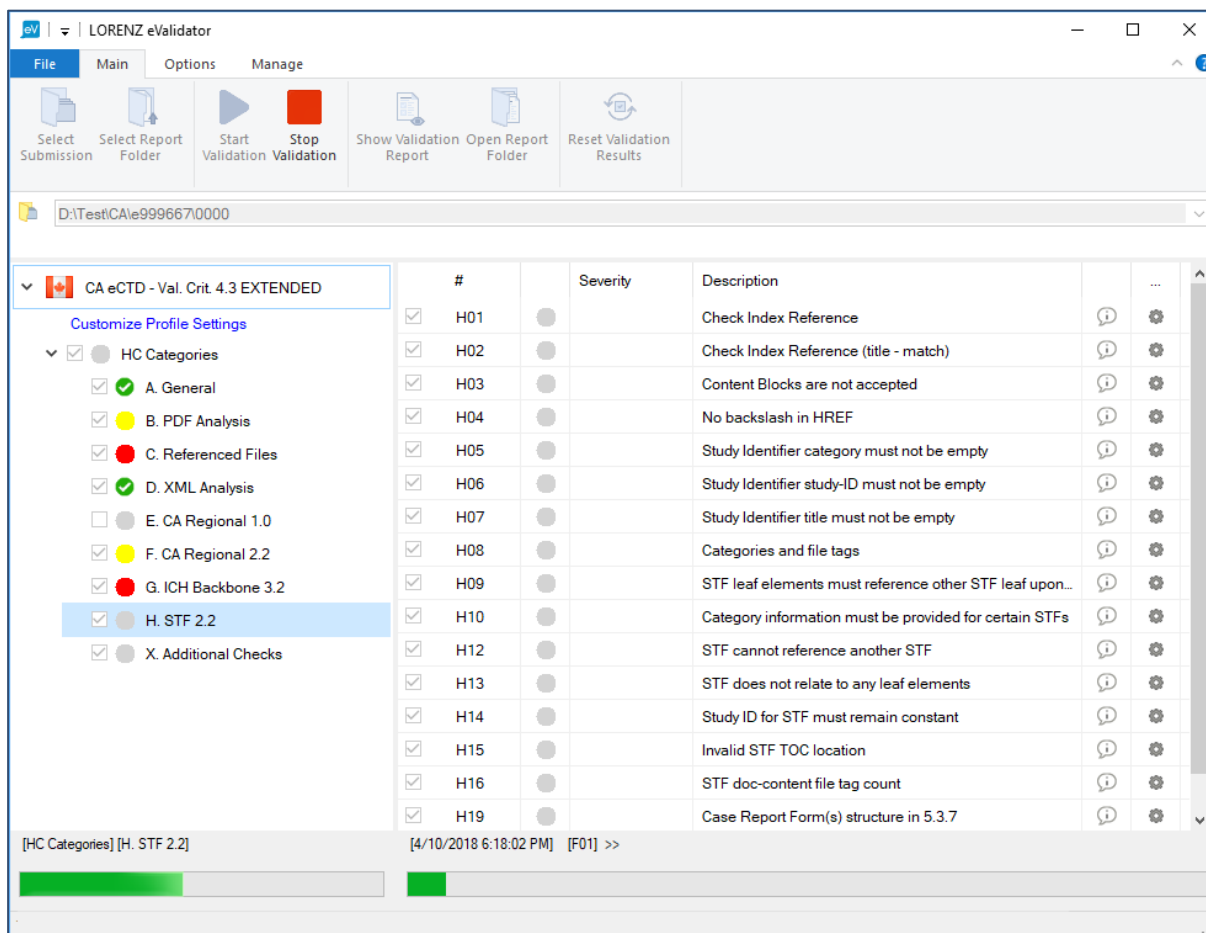 eV LORENZ eValidator
File Main Options Manage
Select Submission
Select Report Folder
Start Validation
Stop Validation
Show Validation Report
Open Report Folder
Reset Validation Results
D:\Test\CA\e999667\0000
CA eCTD - Val. Crit. 4.3 EXTENDED
Customize Profile Settings
HC Categories
A. General
B. PDF Analysis
C. Referenced Files
D. XML Analysis
E. CA Regional 1.0
F. CA Regional 2.2
G. ICH Backbone 3.2
H. STF 2.2
X. Additional Checks
# Severity Description ...
H01 Check Index Reference
H02 Check Index Reference (title - match)
H03 Content Blocks are not accepted
H04 No backslash in HREF
H05 Study Identifier category must not be empty
H06 Study Identifier study-ID must not be empty
H07 Study Identifier title must not be empty
H08 Categories and file tags
H09 STF leaf elements must reference other STF leaf upon...
H10 Category information must be provided for certain STFs
H12 STF cannot reference another STF
H13 STF does not relate to any leaf elements
H14 Study ID for STF must remain constant
H15 Invalid STF TOC location
H16 STF doc-content file tag count
H19 Case Report Form(s) structure in 5.3.7
[HC Categories] [H. STF 2.2] [4/10/2018 6:18:02 PM] [F01] >>